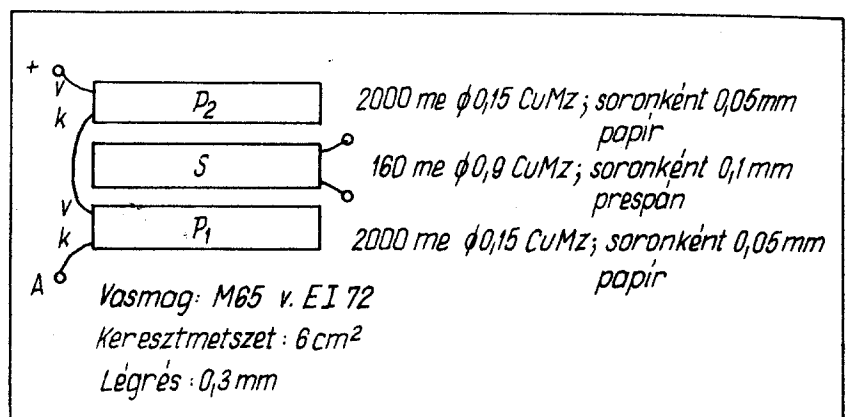 +
v
k
P₂
2000 me ϕ0,15 CuMz; soronként 0,05mm
papír
S
160 me ϕ0,9 CuMz; soronként 0,1mm
prespán
v
k
P₁
2000 me ϕ0,15 CuMz; soronként 0,05mm
papír
A
Vasmag: M65 v. EI 72
Keresztmetszet: 6 cm²
Légrés: 0,3 mm